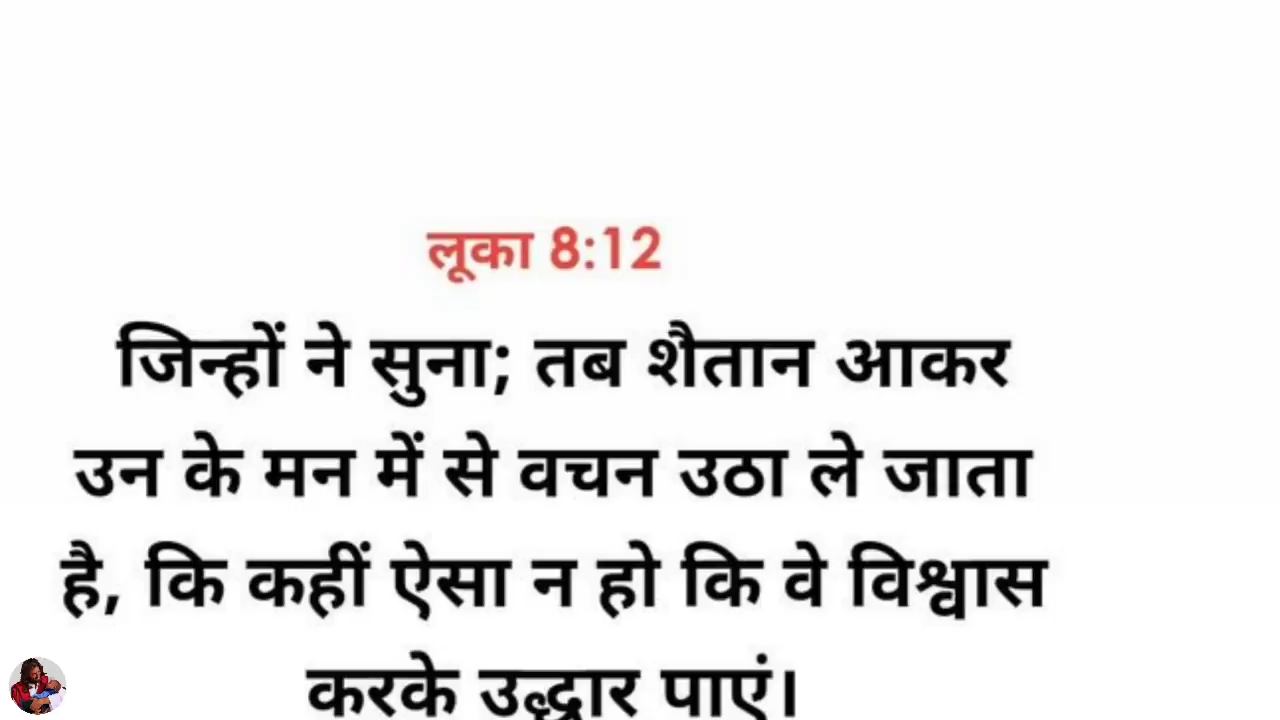 लूका 8:12
जिन्हों ने सुना; तब शैतान आकर
उन के मन में से वचन उठा ले जाता
है, कि कहीं ऐसा न हो कि वे विश्वास
करके उद्धार पाएं।